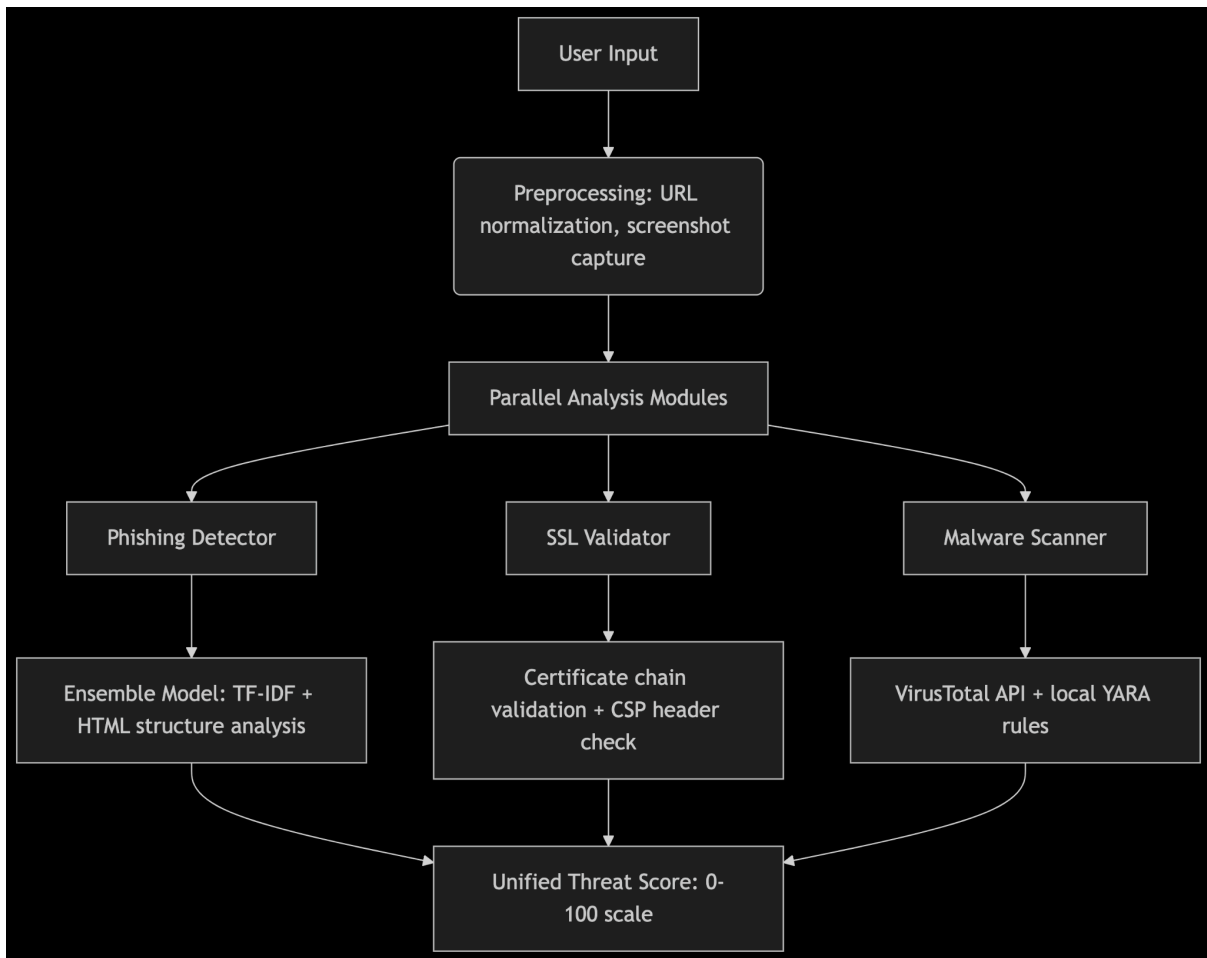 User Input
Preprocessing: URL
normalization, screenshot
capture
Parallel Analysis Modules
Phishing Detector
SSL Validator
Malware Scanner
Ensemble Model: TF-IDF +
HTML structure analysis
Certificate chain
validation + CSP header
check
VirusTotal API + local YARA
rules
Unified Threat Score: 0-
100 scale